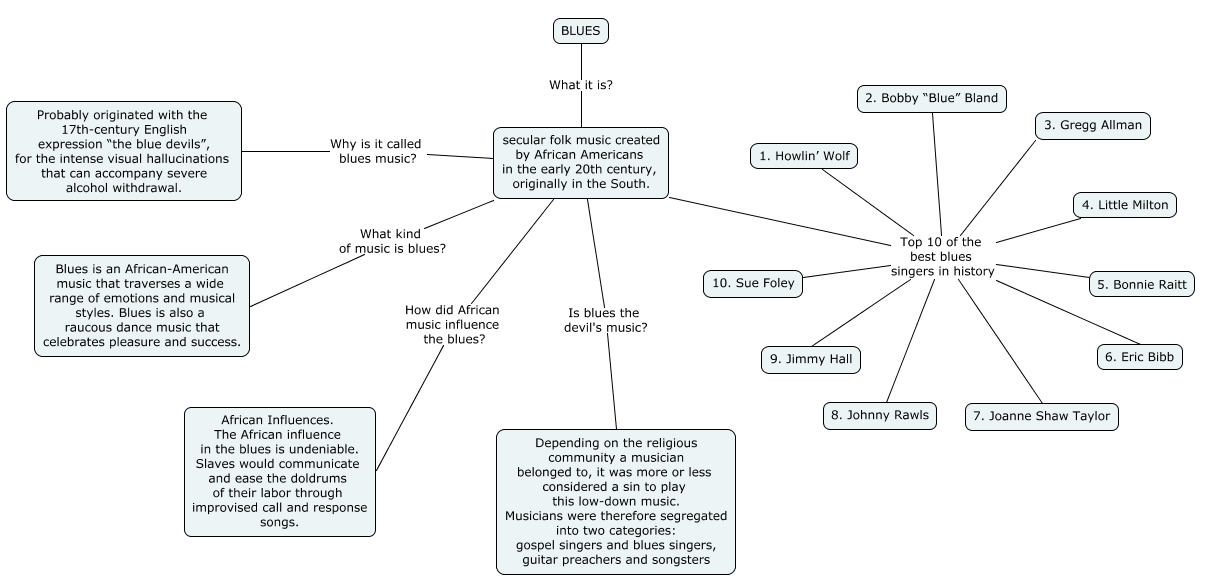 BLUES
What it is?
secular folk music created
by African Americans
in the early 20th century,
originally in the South.
Why is it called
blues music?
Probably originated with the
17th-century English
expression “the blue devils”,
for the intense visual hallucinations
that can accompany severe
alcohol withdrawal.
What kind
of music is blues?
Blues is an African-American
music that traverses a wide
range of emotions and musical
styles. Blues is also a
raucous dance music that
celebrates pleasure and success.
How did African
music influence
the blues?
African Influences.
The African influence
in the blues is undeniable.
Slaves would communicate
and ease the doldrums
of their labor through
improvised call and response
songs.
Is blues the
devil's music?
Depending on the religious
community a musician
belonged to, it was more or less
considered a sin to play
this low-down music.
Musicians were therefore segregated
into two categories:
gospel singers and blues singers,
guitar preachers and songsters
Top 10 of the
best blues
singers in history
1. Howlin’ Wolf
2. Bobby “Blue” Bland
3. Gregg Allman
4. Little Milton
5. Bonnie Raitt
6. Eric Bibb
7. Joanne Shaw Taylor
8. Johnny Rawls
9. Jimmy Hall
10. Sue Foley